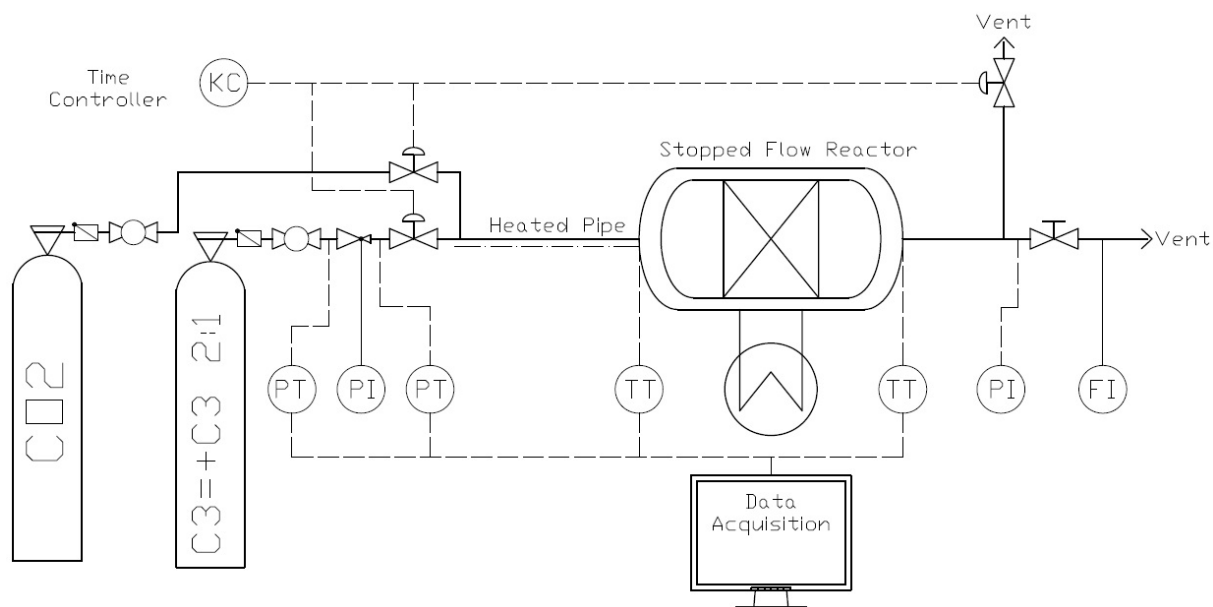 Vent
Time
Controller
KC
Stopped Flow Reactor
Heated Pipe
Vent
CO2
C3=+C3 2:1
PT
PI
PT
TT
TT
PI
FI
Data
Acquisition